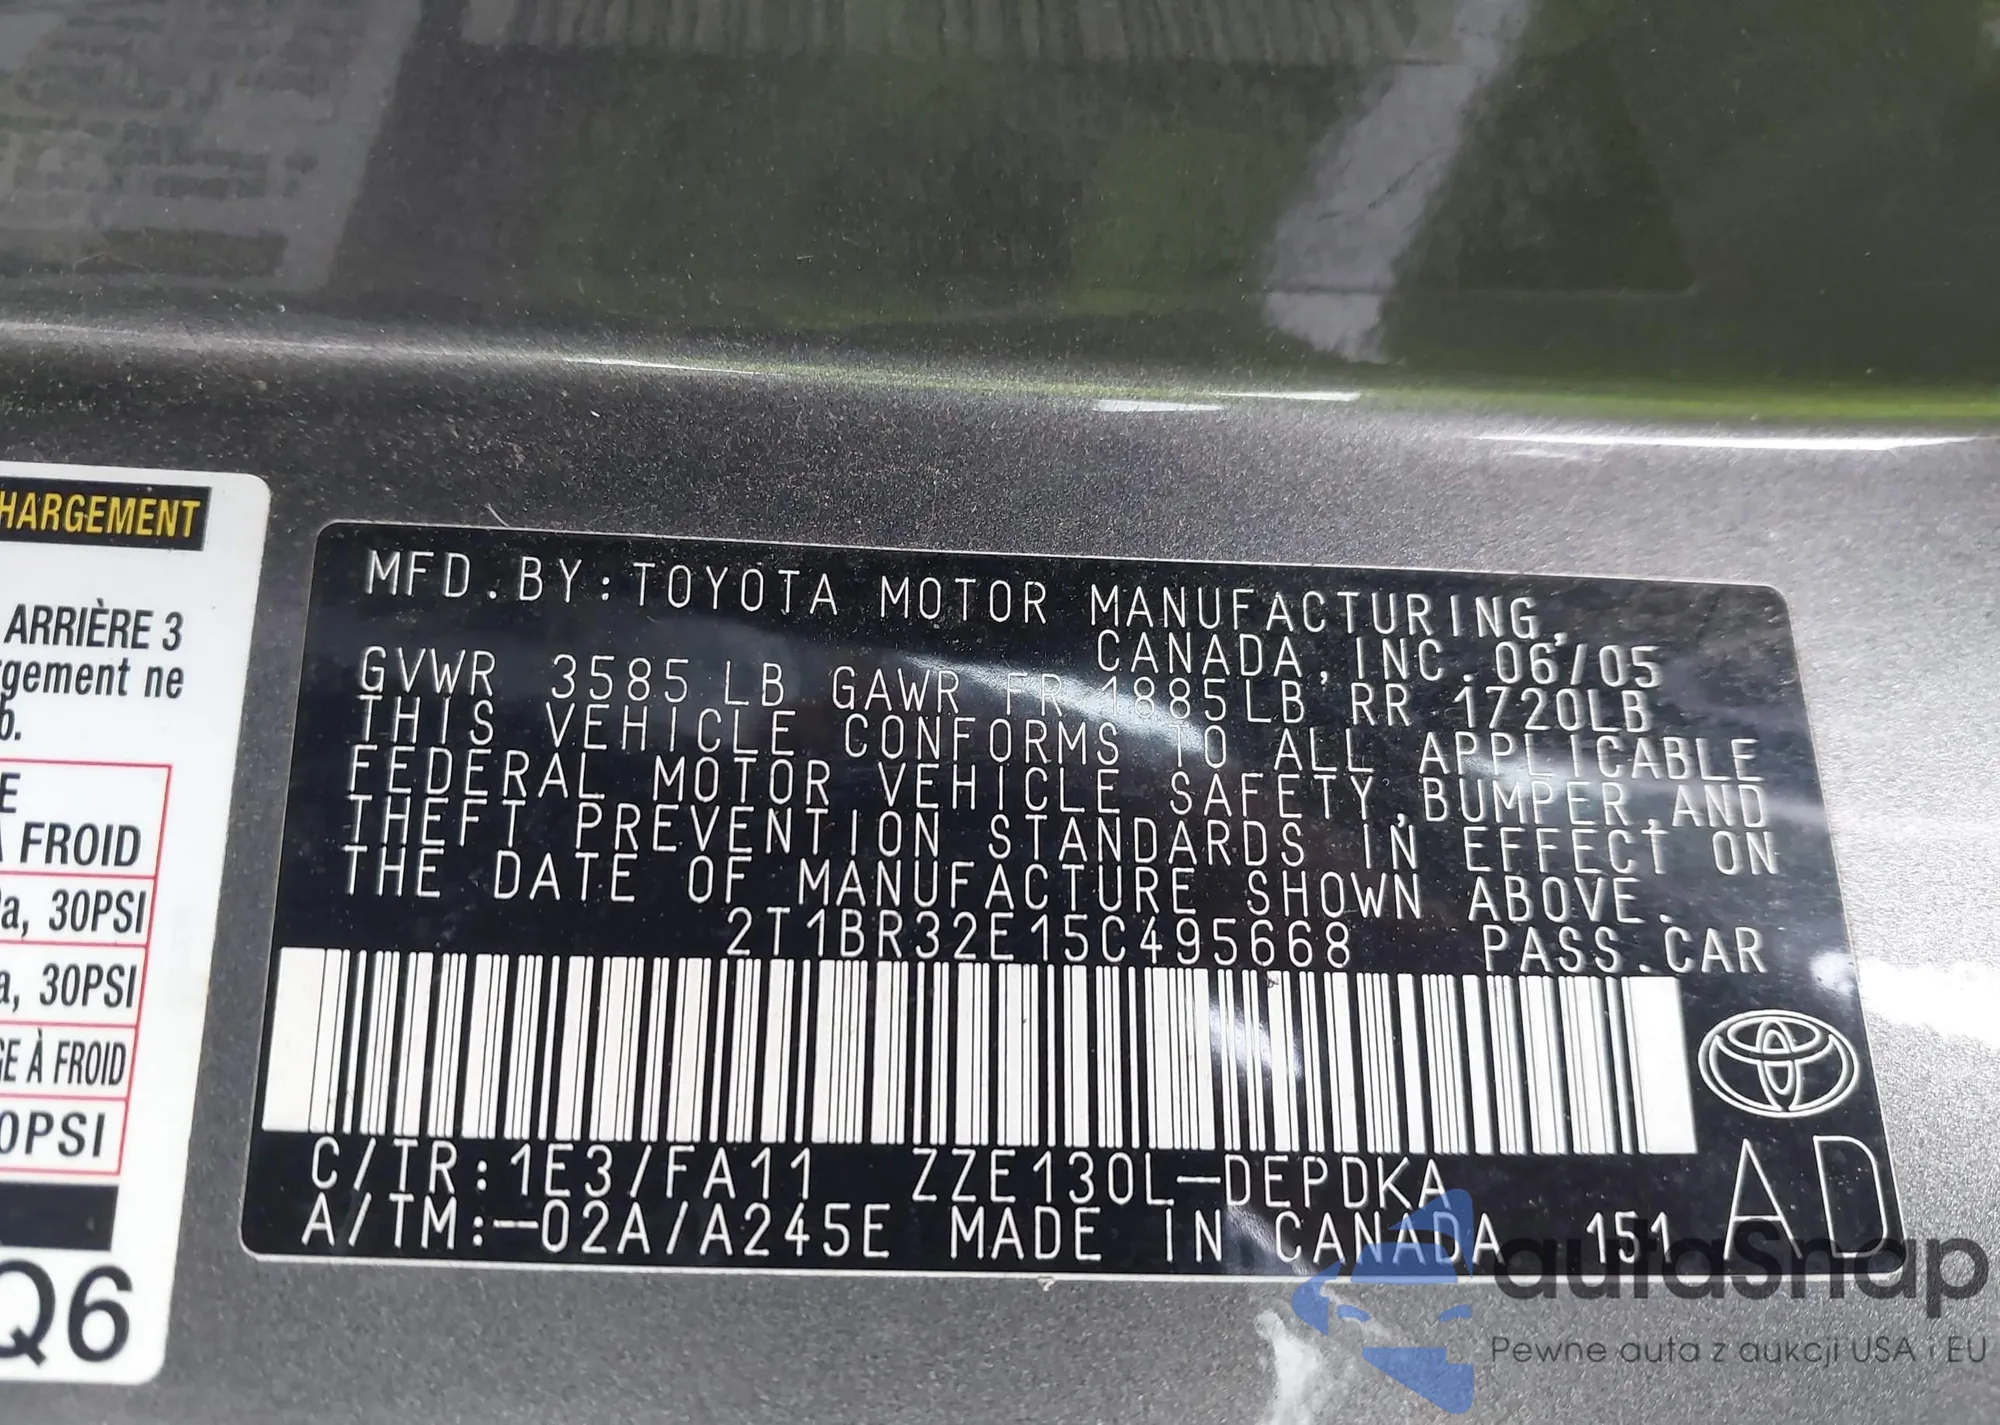 HARGEMENT
ARRIÈRE 3
rgement ne
b.
E
À FROID
Pa, 30PSI
a, 30PSI
GE À FROID
0PSI
Q6
MFD.BY:TOYOTA MOTOR MANUFACTURING,
CANADA,INC.06/05
GVWR 3585 LB GAWR FR 1885LB RR 1720LB
THIS VEHICLE CONFORMS TO ALL APPLICABLE
FEDERAL MOTOR VEHICLE SAFETY,BUMPER,AND
THEFT PREVENTION STANDARDS IN EFFECT ON
THE DATE OF MANUFACTURE SHOWN ABOVE.
2T1BR32E15C495668 PASS.CAR
C/TR:1E3/FA11 ZZE130L-DEPDKA
A/TM:-02A/A245E MADE IN CANADA 151 AD
autaSnap
Pewne auta z aukcji USA i EU